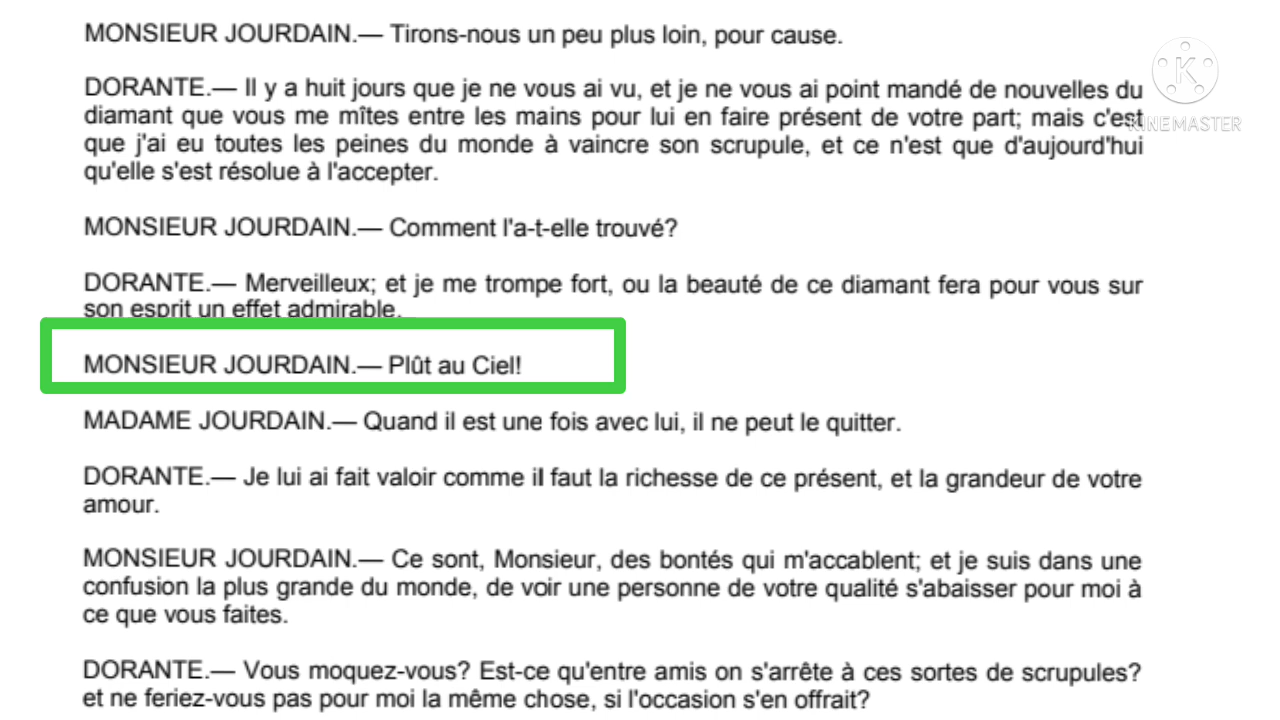 MONSIEUR JOURDAIN.— Tirons-nous un peu plus loin, pour cause.
DORANTE.— Il y a huit jours que je ne vous ai vu, et je ne vous ai point mandé de nouvelles du
diamant que vous me mîtes entre les mains pour lui en faire présent de votre part; mais c'est
que j'ai eu toutes les peines du monde à vaincre son scrupule, et ce n'est que d'aujourd'hui
qu'elle s'est résolue à l'accepter.
MONSIEUR JOURDAIN.— Comment l'a-t-elle trouvé?
DORANTE.— Merveilleux; et je me trompe fort, ou la beauté de ce diamant fera pour vous sur
son esprit un effet admirable.
MONSIEUR JOURDAIN.— Plût au Ciel!
MADAME JOURDAIN.— Quand il est une fois avec lui, il ne peut le quitter.
DORANTE.— Je lui ai fait valoir comme il faut la richesse de ce présent, et la grandeur de votre
amour.
MONSIEUR JOURDAIN.— Ce sont, Monsieur, des bontés qui m'accablent; et je suis dans une
confusion la plus grande du monde, de voir une personne de votre qualité s'abaisser pour moi à
ce que vous faites.
DORANTE.— Vous moquez-vous? Est-ce qu'entre amis on s'arrête à ces sortes de scrupules?
et ne feriez-vous pas pour moi la même chose, si l'occasion s'en offrait?
K
KINEMASTER